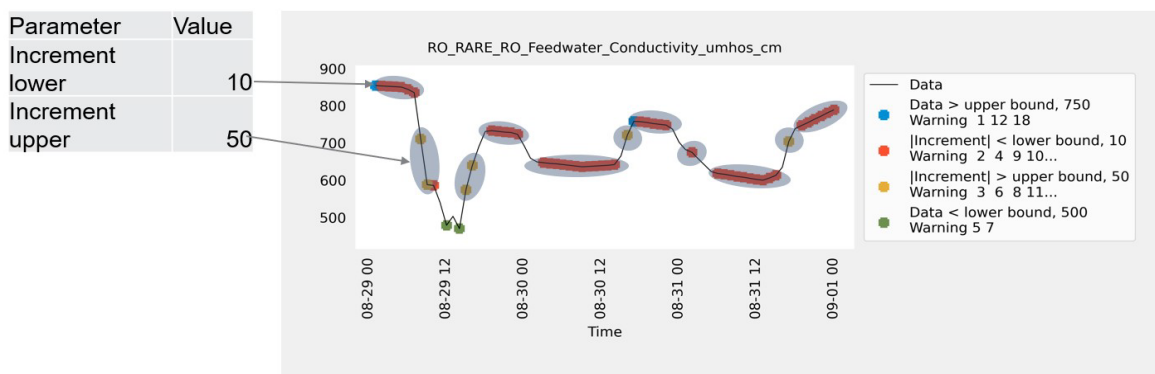 Parameter Value
Increment
lower 10
Increment
upper 50
RO_RARE_RO_Feedwater_Conductivity_umhos_cm
900
800
700
600
500
08-29 00
08-29 12
08-30 00
08-30 12
08-31 00
08-31 12
09-01 00
Time
Data
Data > upper bound, 750
Warning 1 12 18
|Increment| < lower bound, 10
Warning 2 4 9 10...
|Increment| > upper bound, 50
Warning 3 6 8 11...
Data < lower bound, 500
Warning 5 7